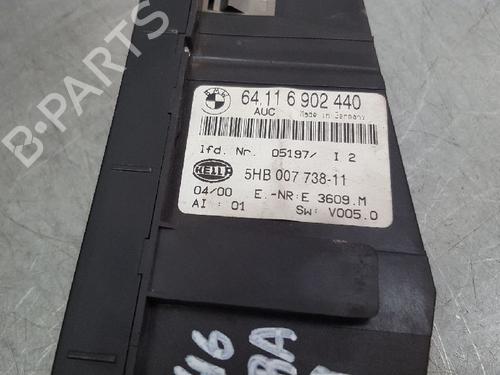 BMW
64.11 6 902 440
AUC Made in Germany
lfd. Nr. 05197/ I 2
HELLA
5HB 007 738-11
04/00 E.-NR:E 3609.M
AI : 01 SW: V005.0
B-PARTS